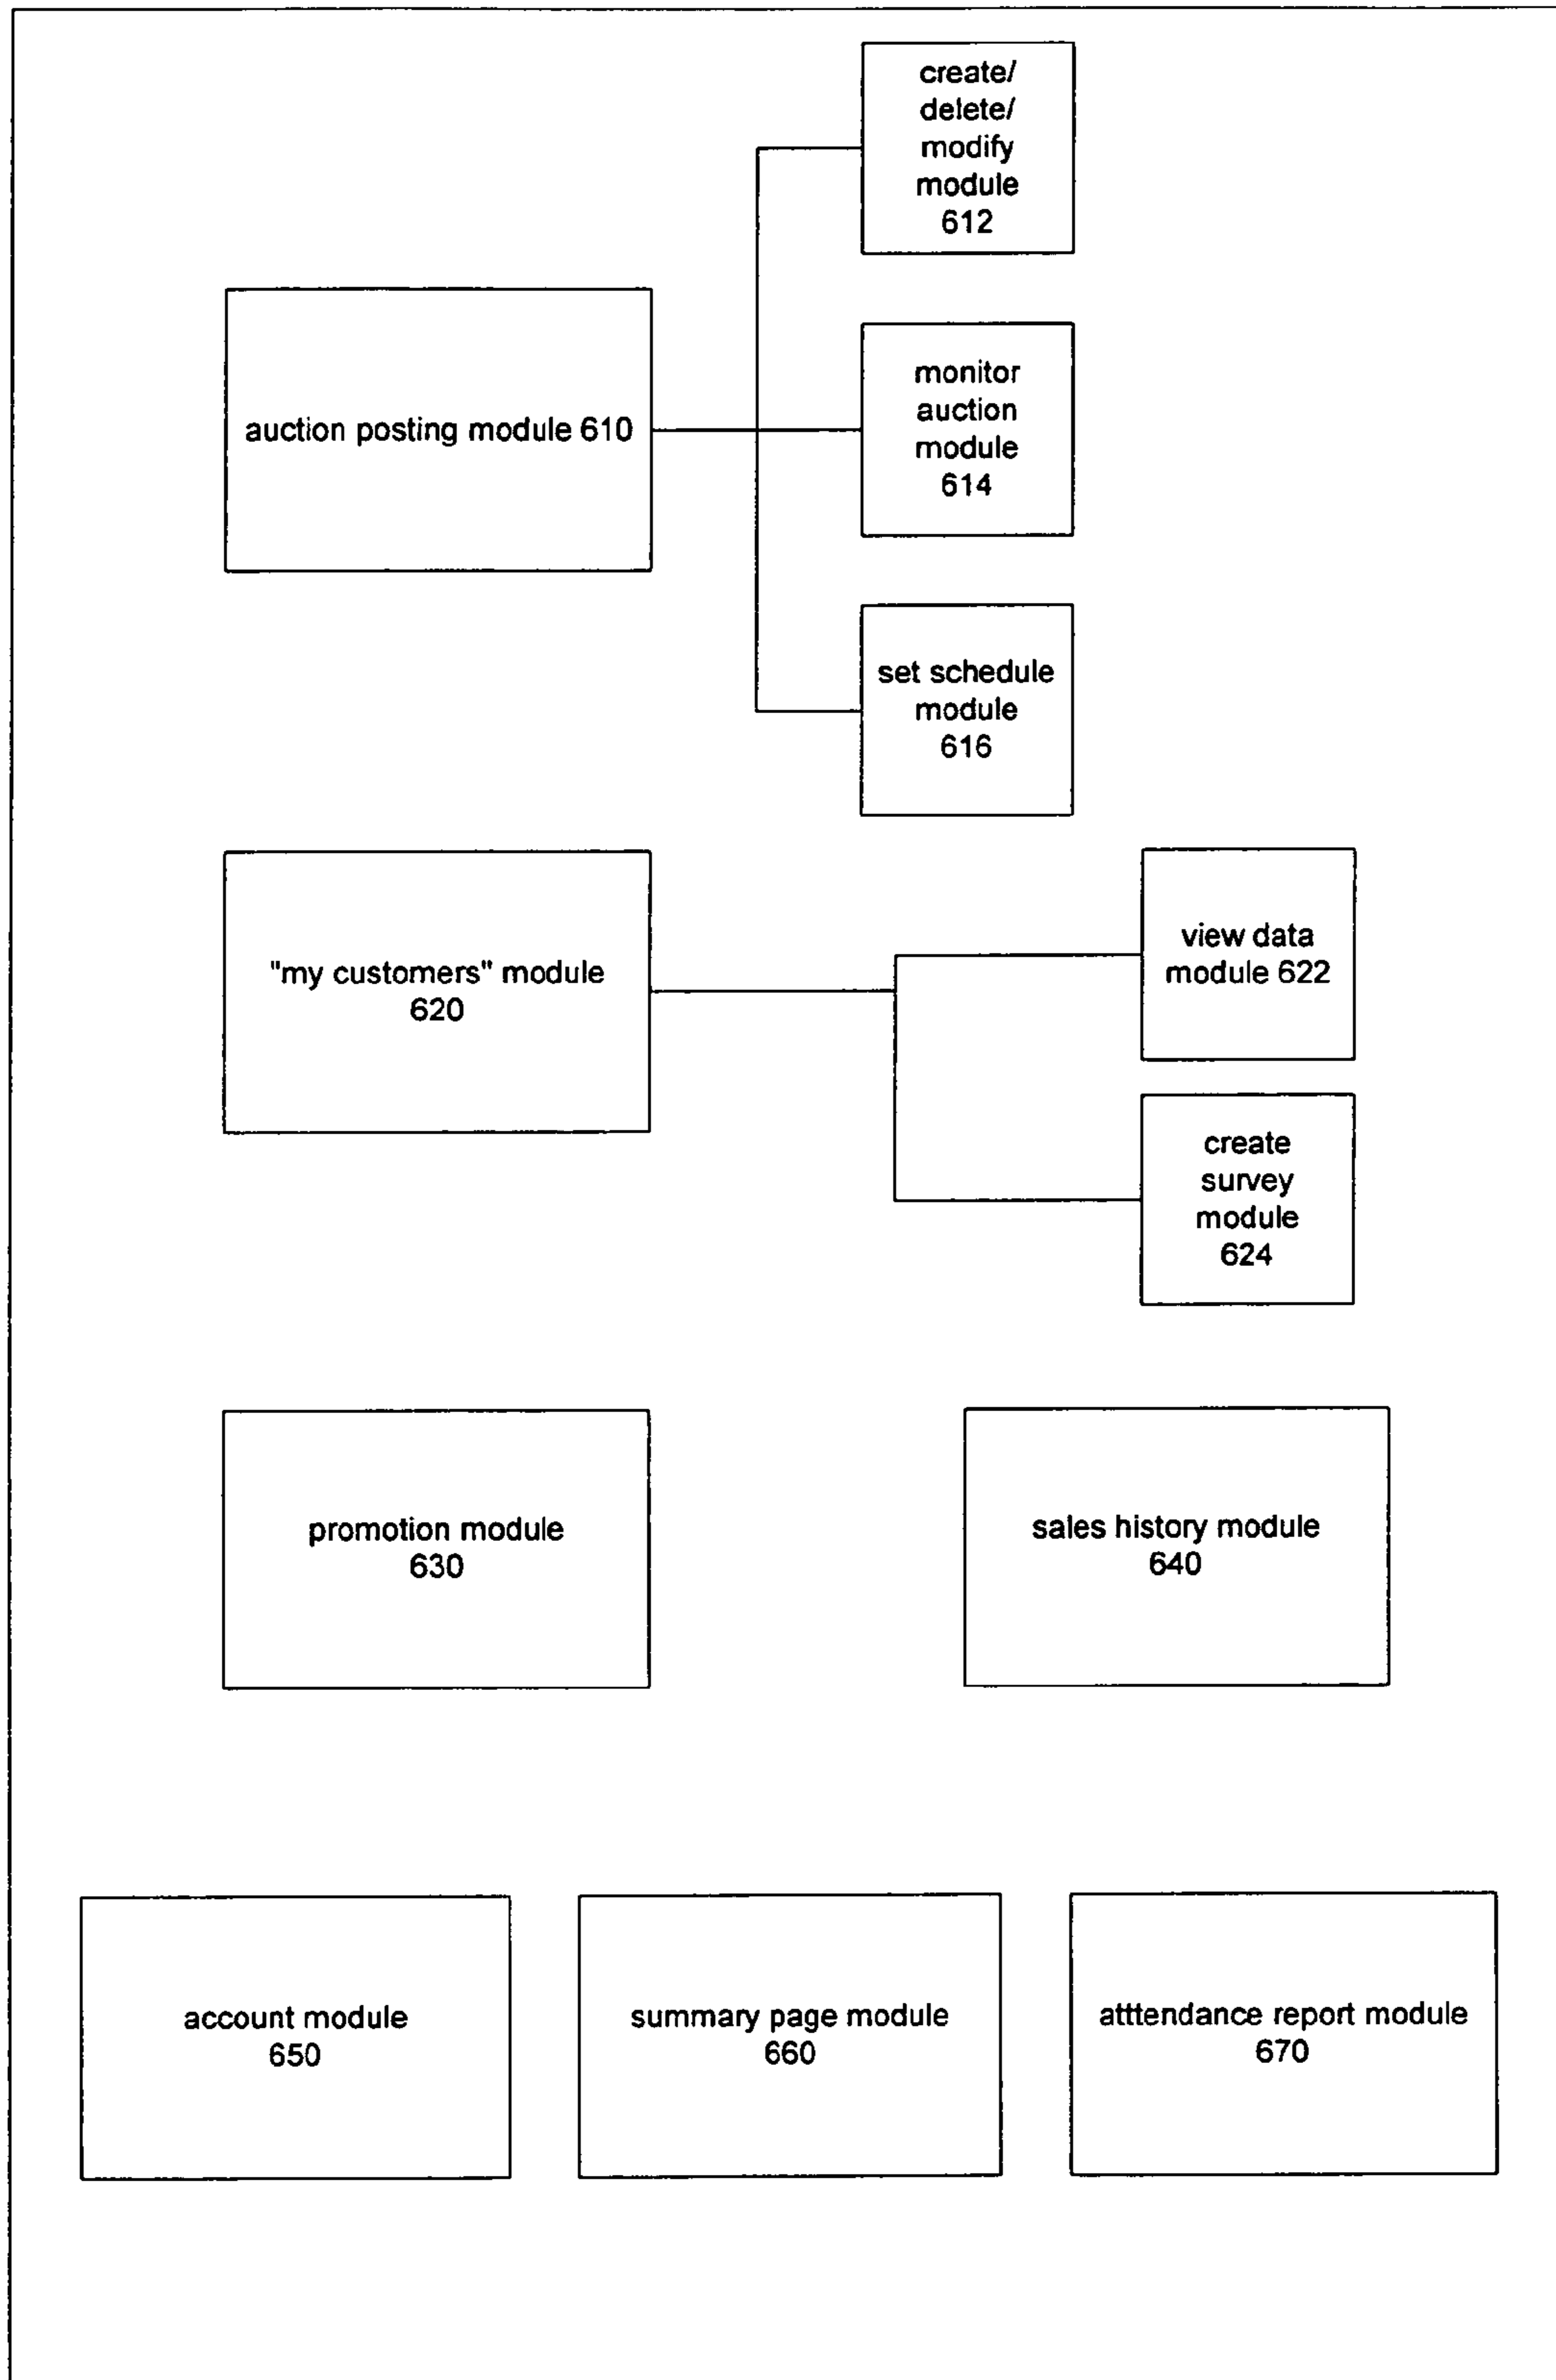 create/
delete/
modify
module
612
auction posting module 610
monitor
auction
module
614
set schedule
module
616
"my customers" module
620
view data
module 622
create
survey
module
624
promotion module
630
sales history module
640
account module
650
summary page module
660
atttendance report module
670